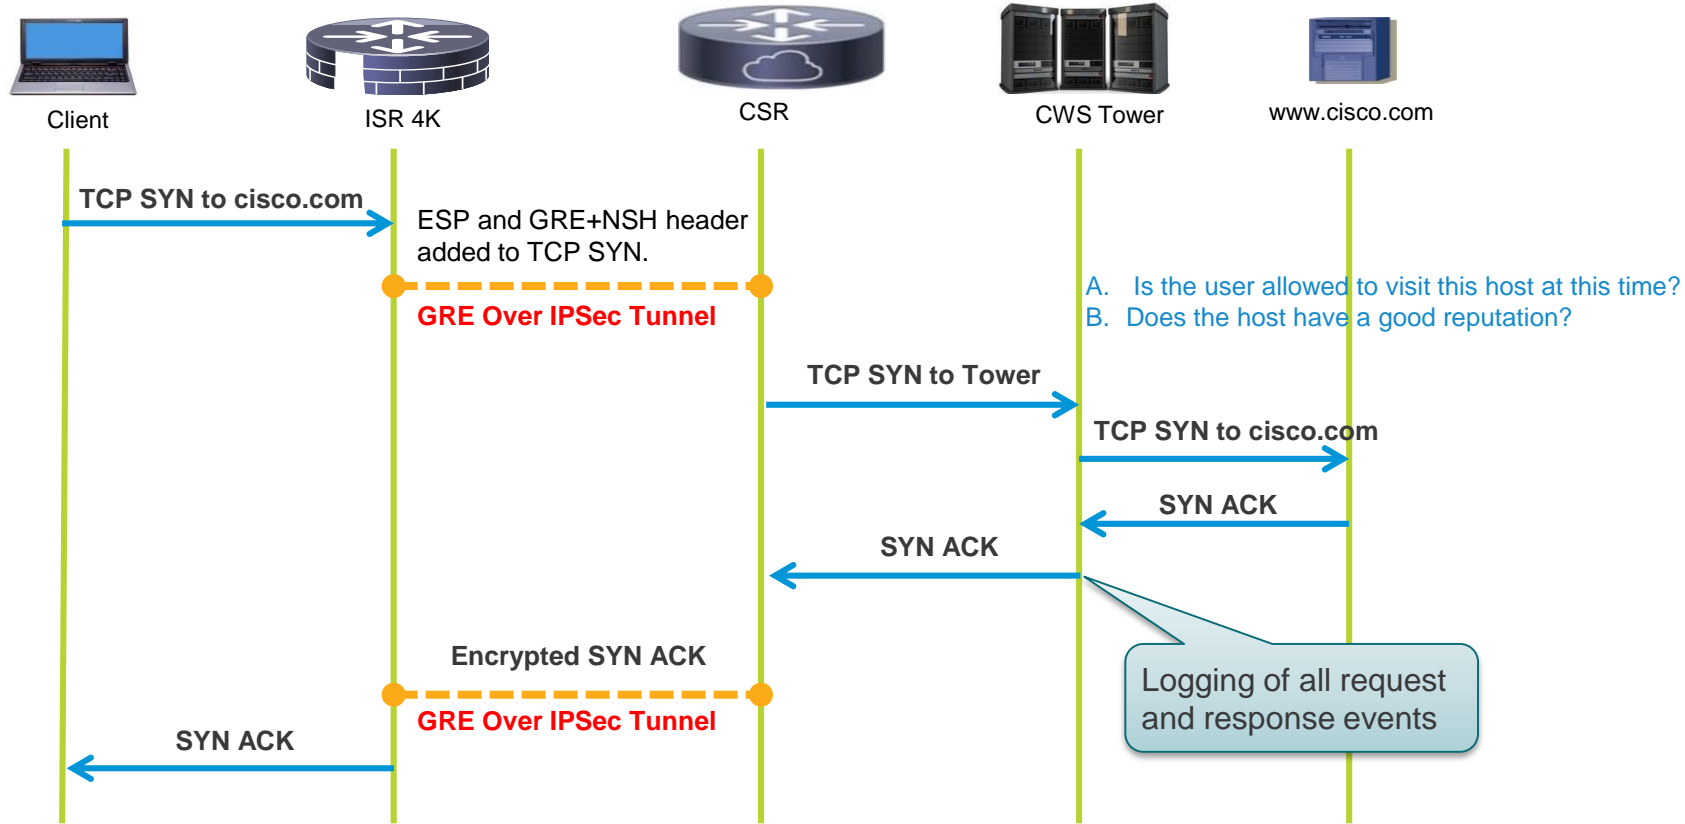 Client
ISR 4K
CSR
CWS Tower
www.cisco.com
TCP SYN to cisco.com
ESP and GRE+NSH header
added to TCP SYN.
GRE Over IPSec Tunnel
A. Is the user allowed to visit this host at this time?
B. Does the host have a good reputation?
TCP SYN to Tower
TCP SYN to cisco.com
SYN ACK
SYN ACK
Encrypted SYN ACK
GRE Over IPSec Tunnel
Logging of all request
and response events
SYN ACK